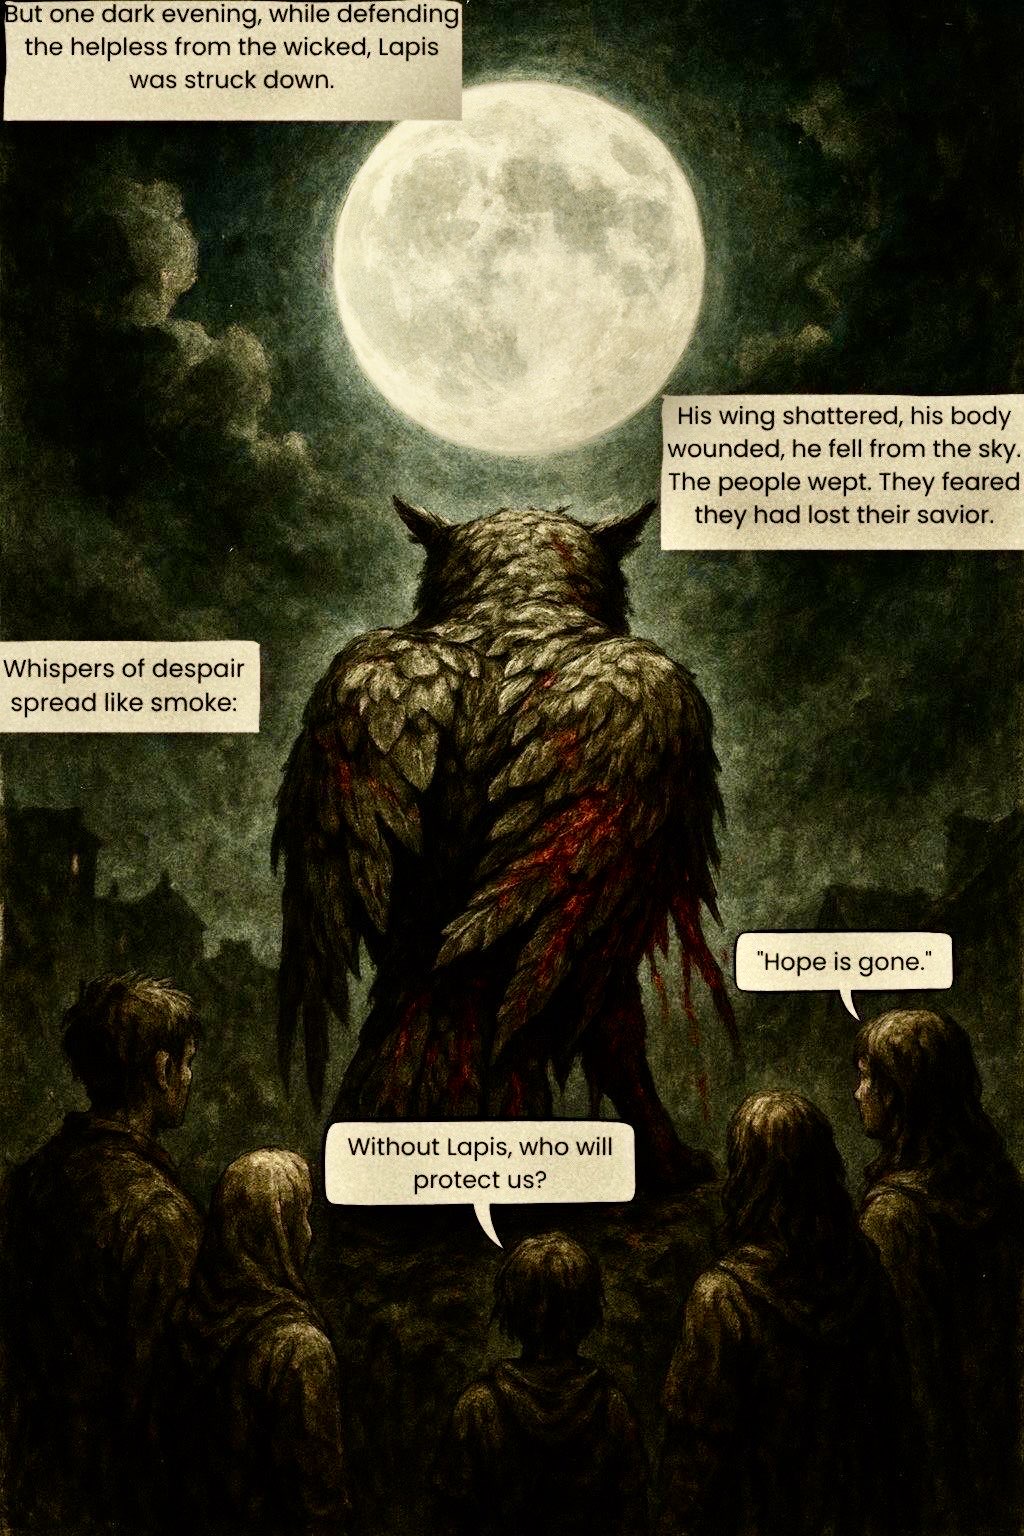 But one dark evening, while defending
the helpless from the wicked, Lapis
was struck down.
His wing shattered, his body
wounded, he fell from the sky.
The people wept. They feared
they had lost their savior.
Whispers of despair
spread like smoke:
"Hope is gone."
Without Lapis, who will
protect us?